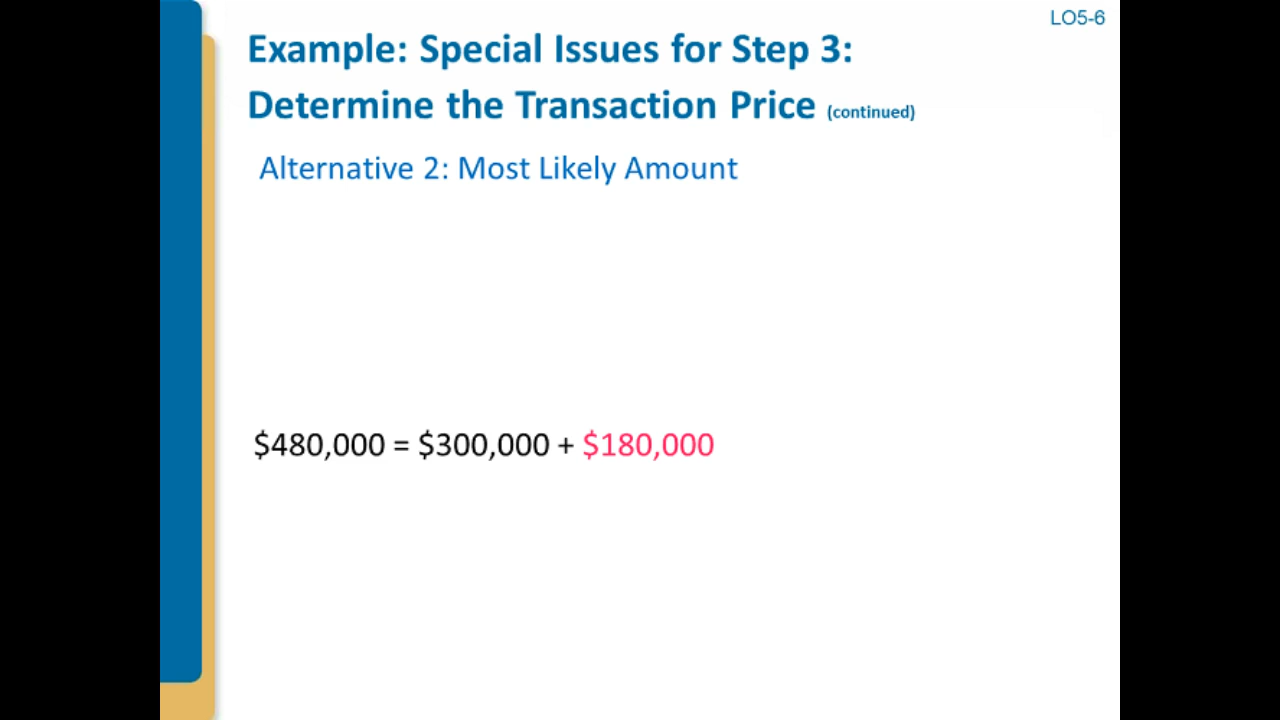 LO5-6
Example: Special Issues for Step 3:
Determine the Transaction Price (continued)
Alternative 2: Most Likely Amount
$480,000 = $300,000 + $180,000